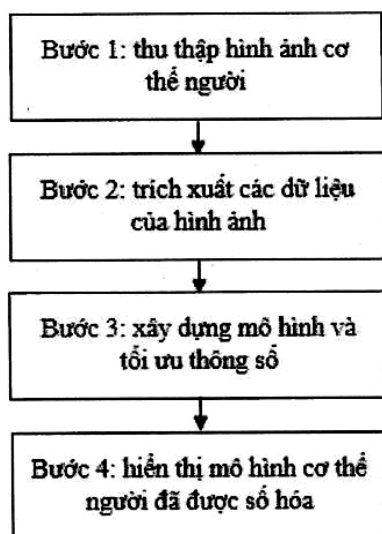 Bước 1: thu thập hình ảnh cơ
thể người
Bước 2: trích xuất các dữ liệu
của hình ảnh
Bước 3: xây dựng mô hình và
tối ưu thông số
Bước 4: hiển thị mô hình cơ thể
người đã được số hóa